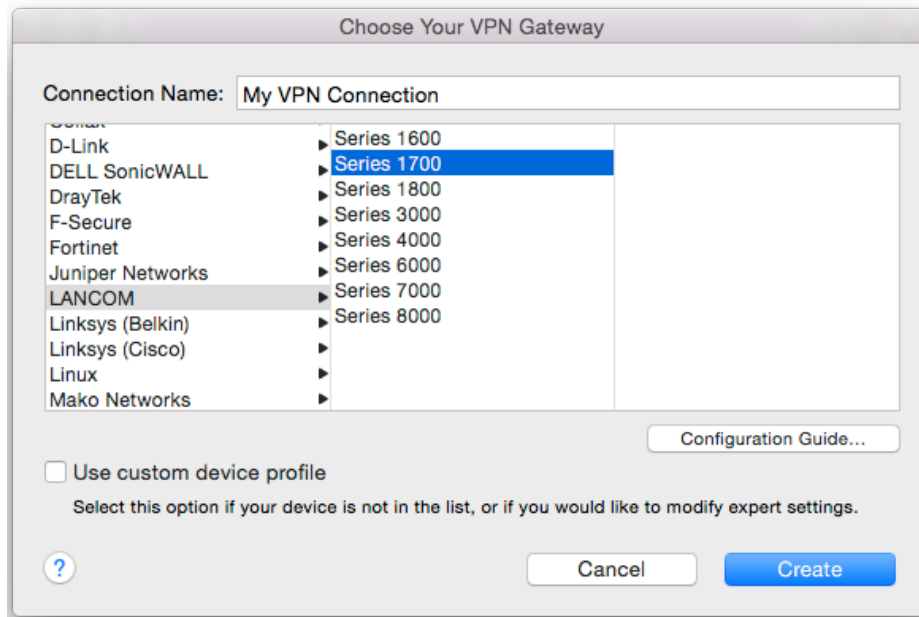 Choose Your VPN Gateway
Connection Name: My VPN Connection
D-Link
DELL SonicWALL
DrayTek
F-Secure
Fortinet
Juniper Networks
LANCOM
Linksys (Belkin)
Linksys (Cisco)
Linux
Mako Networks
Series 1600
Series 1700
Series 1800
Series 3000
Series 4000
Series 6000
Series 7000
Series 8000
Configuration Guide...
Use custom device profile
Select this option if your device is not in the list, or if you would like to modify expert settings.
?
Cancel
Create